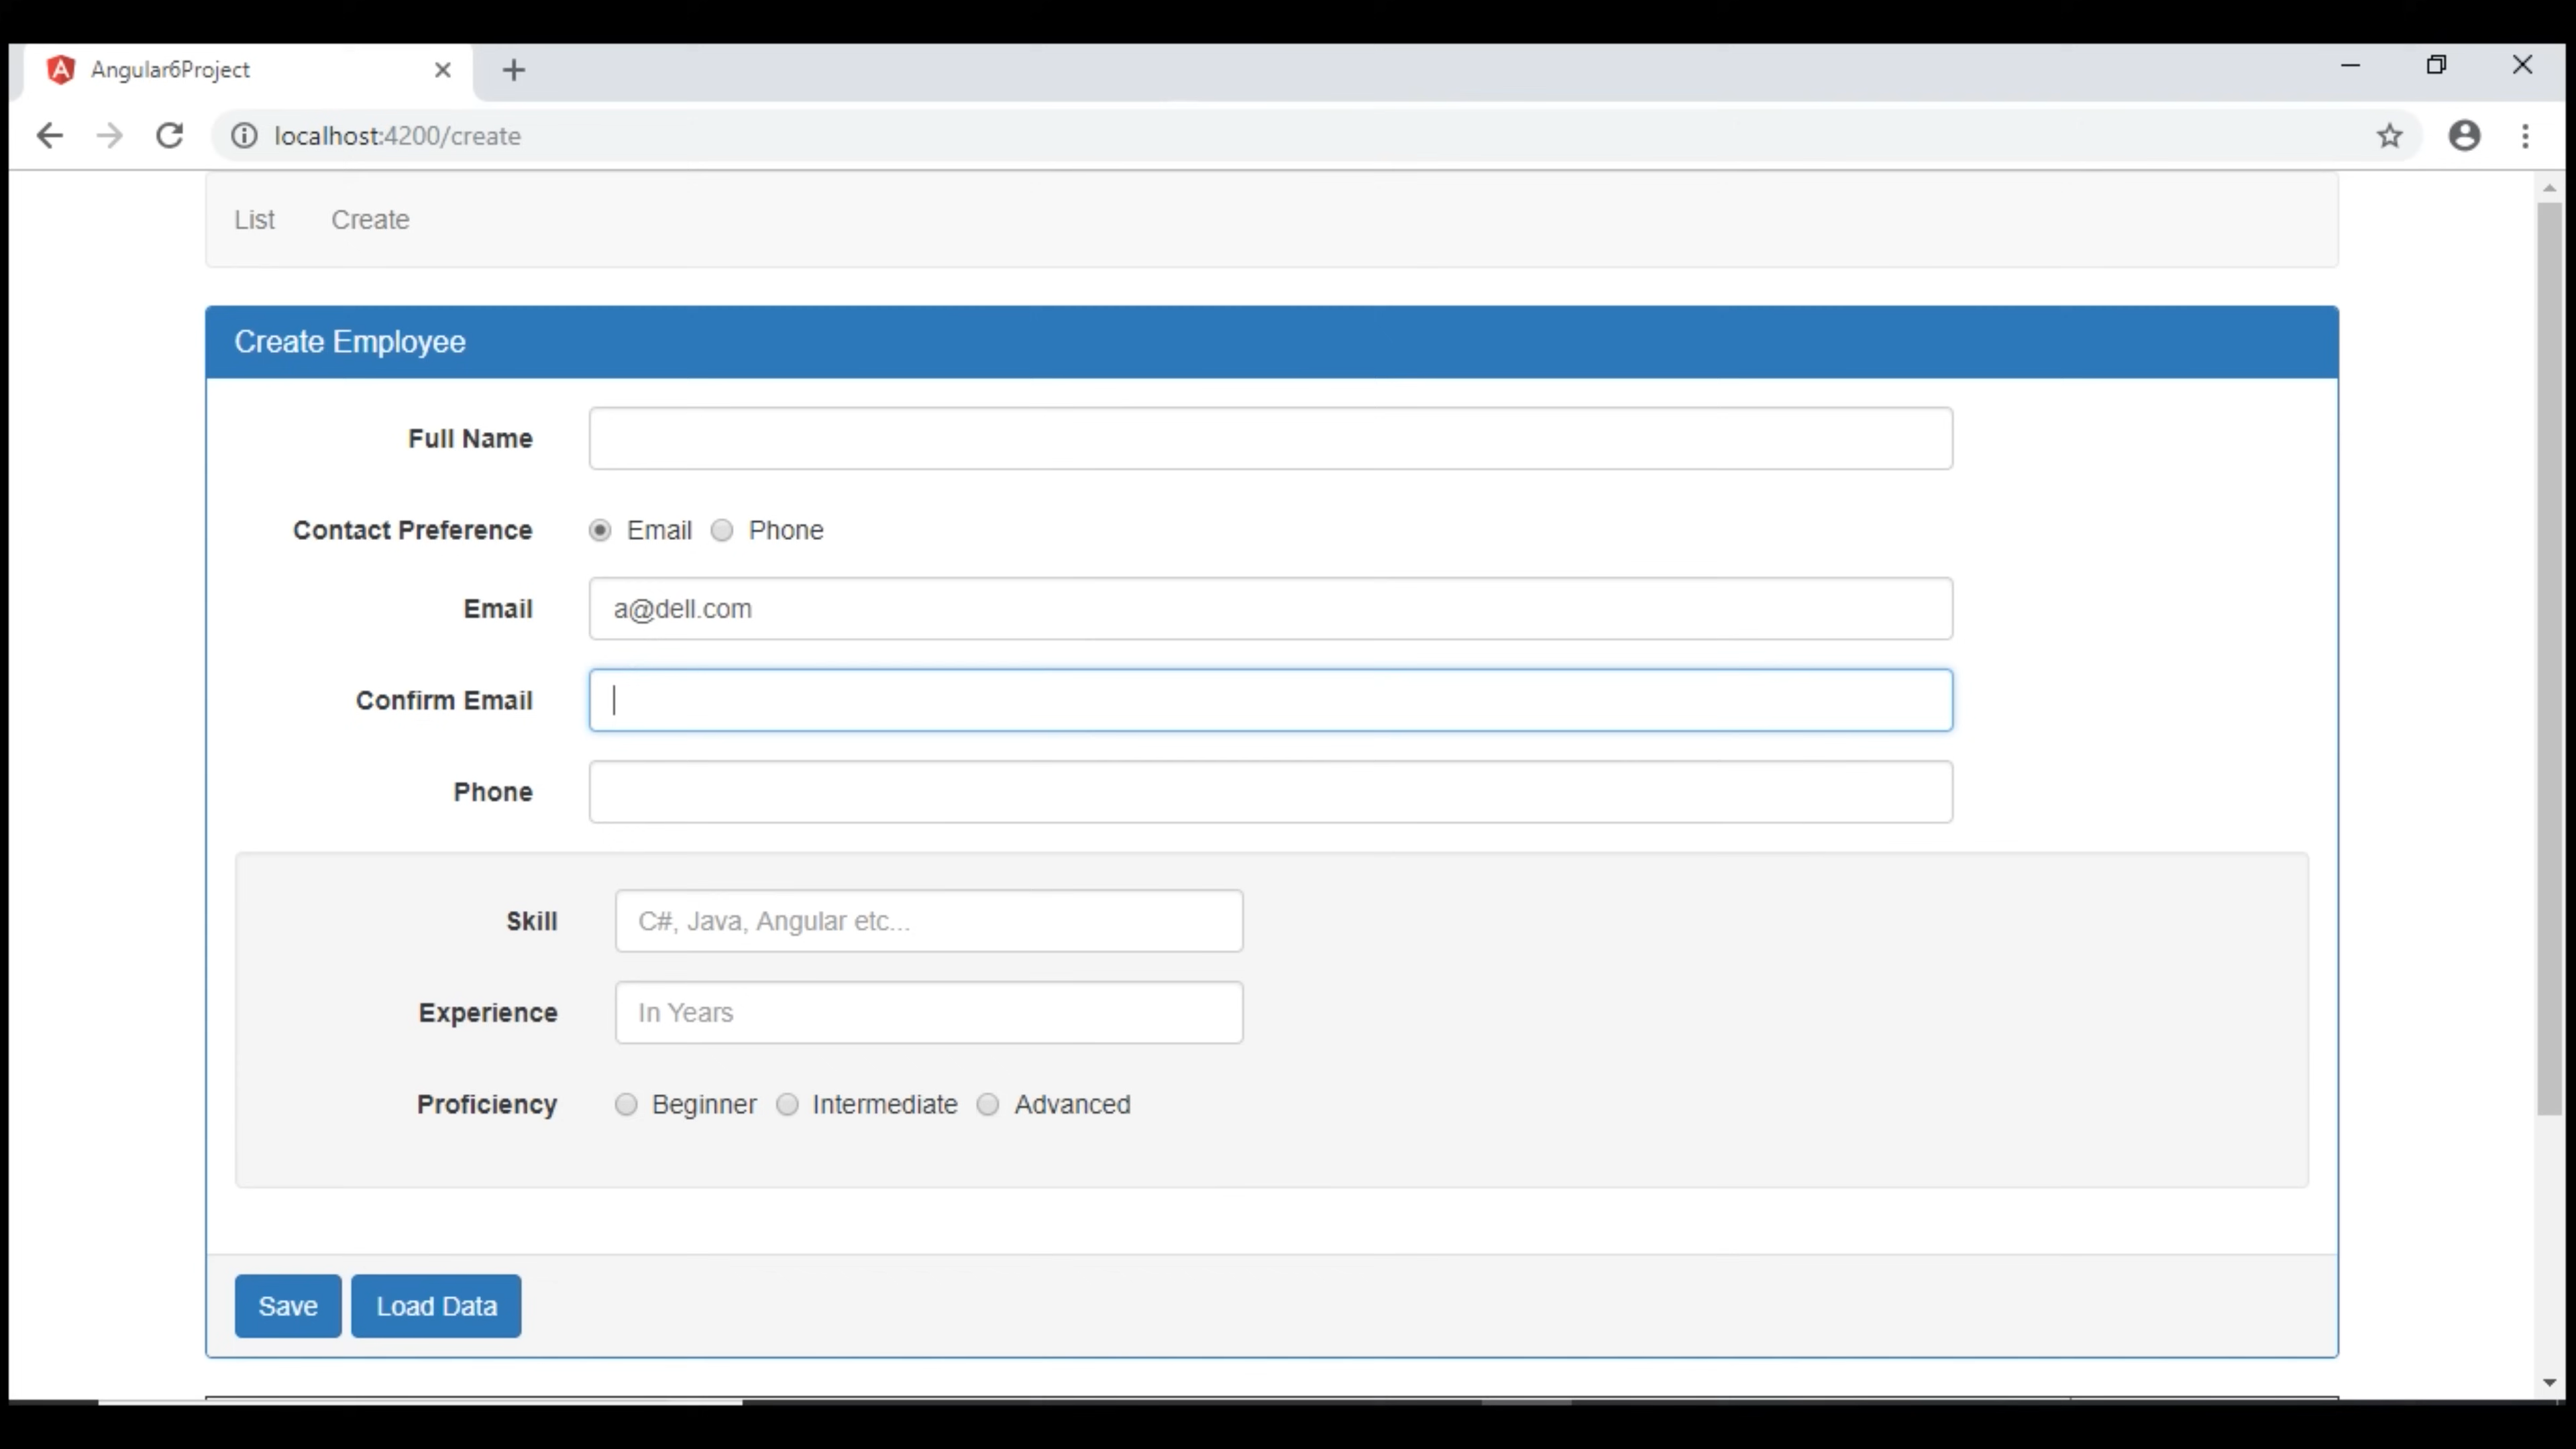 Angular6Project
localhost:4200/create
List Create
Create Employee
Full Name
Contact Preference Email Phone
Email a@dell.com
Confirm Email
Phone
Skill C#, Java, Angular etc...
Experience In Years
Proficiency Beginner Intermediate Advanced
Save Load Data